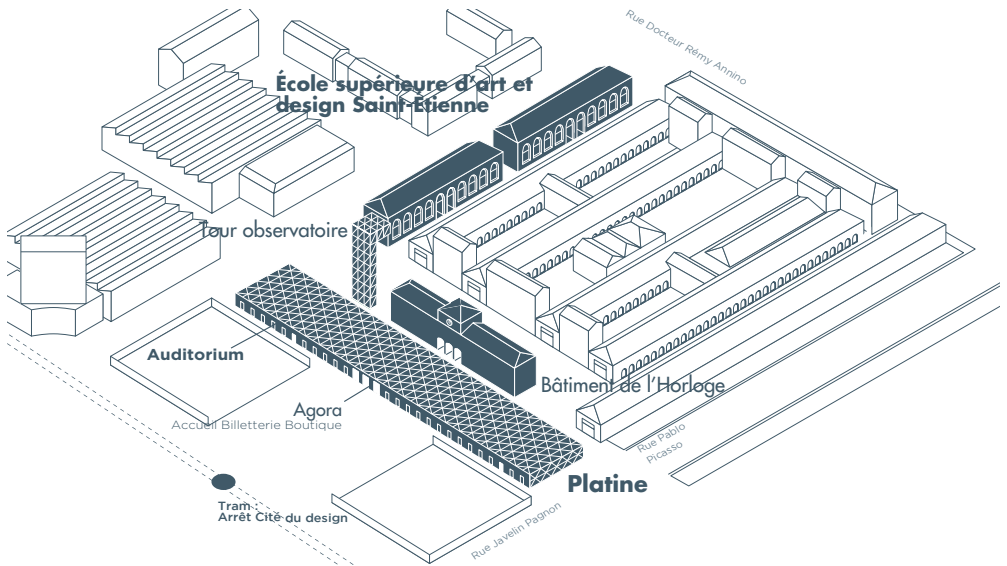 Rue Docteur Rémy Annino
École supérieure d'art et
design Saint-Etienne
Tour observatoire
Auditorium
Bâtiment de l'Horloge
Agora
Accueil Billetterie Boutique
Rue Pablo
Picasso
Platine
Tram :
Arrêt Cité du design
Rue Javelin Pagnon